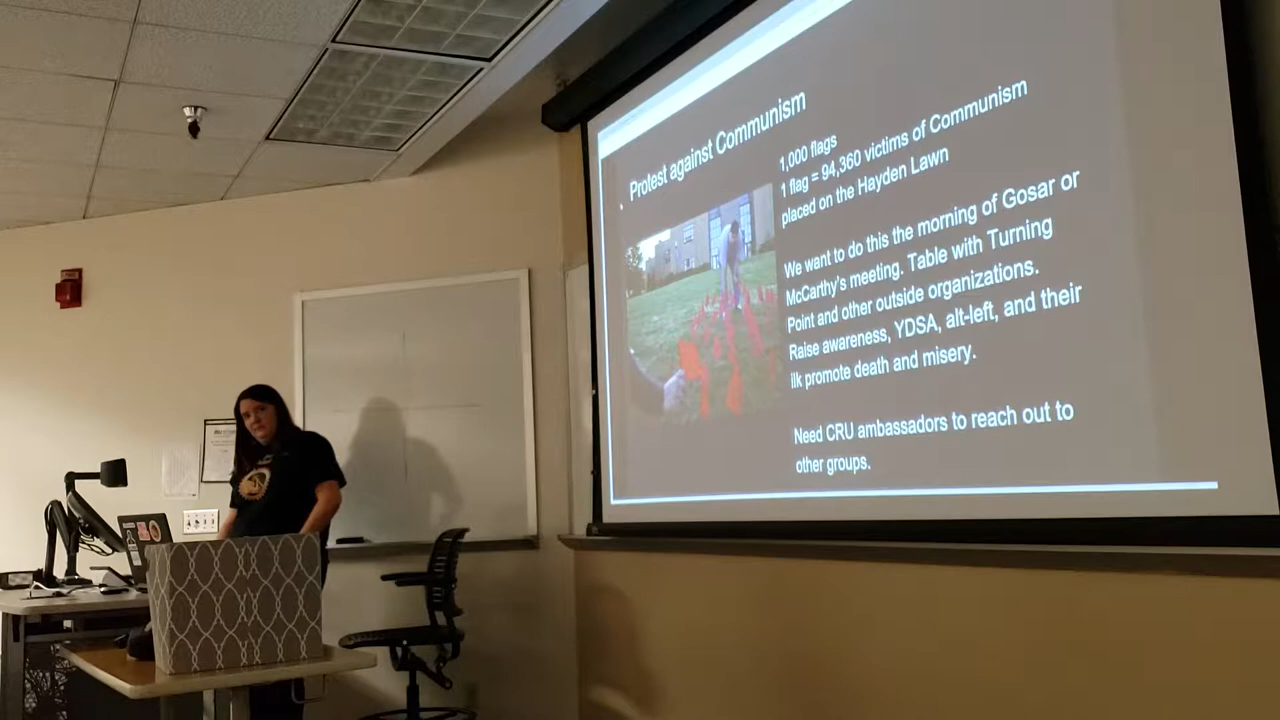 Protest against Communism
1,000 flags
1 flag = 94,360 victims of Communism
placed on the Hayden Lawn
We want to do this the morning of Gosar or
McCarthy's meeting. Table with Turning
Point and other outside organizations.
Raise awareness, YDSA, alt-left, and their
ilk promote death and misery.
Need CRU ambassadors to reach out to
other groups.